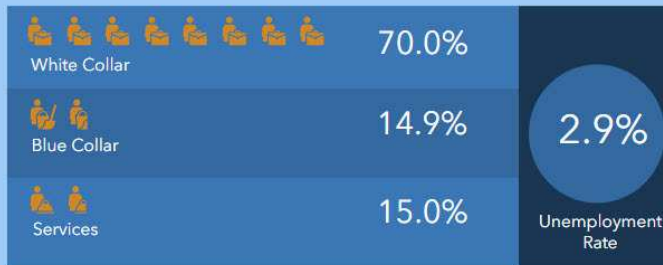 70.0%
White Collar
14.9%
Blue Collar
2.9%
15.0%
Services
Unemployment
Rate